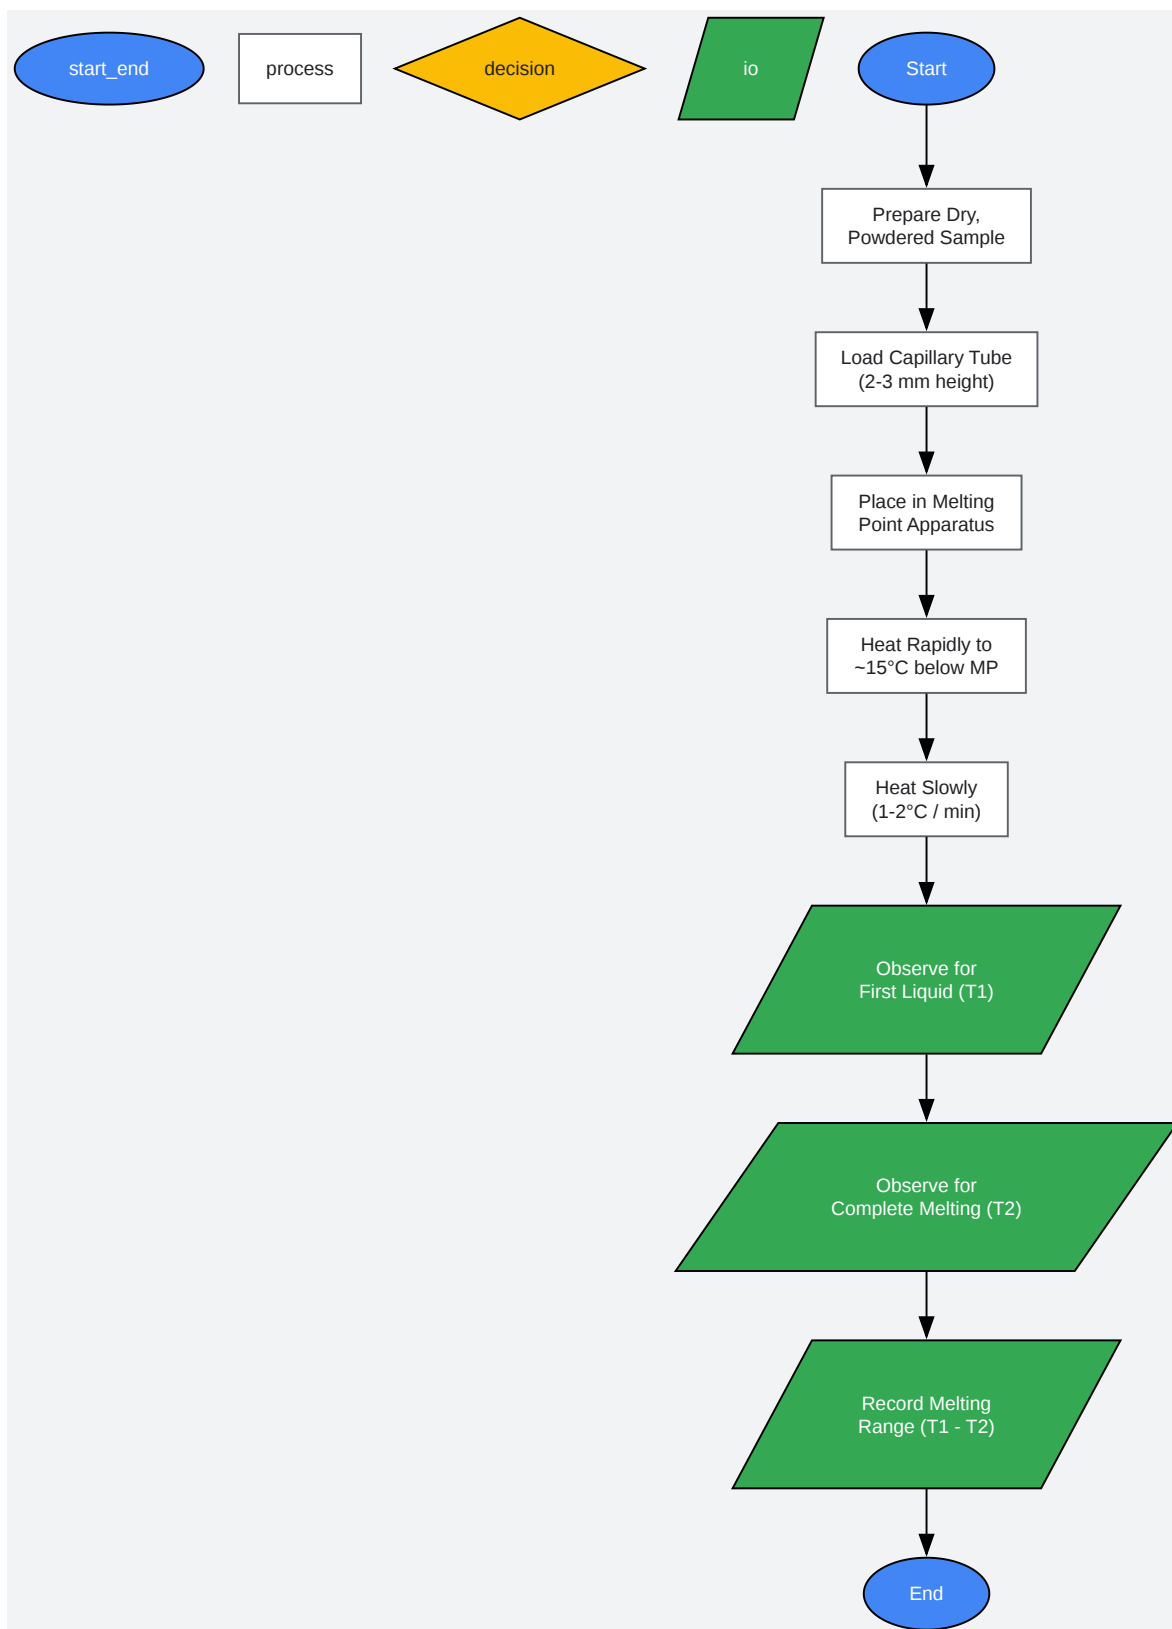 start_end
process
decision
io
Start
Prepare Dry,
Powdered Sample
Load Capillary Tube
(2-3 mm height)
Place in Melting
Point Apparatus
Heat Rapidly to
~15°C below MP
Heat Slowly
(1-2°C / min)
Observe for
First Liquid (T1)
Observe for
Complete Melting (T2)
Record Melting
Range (T1 - T2)
End